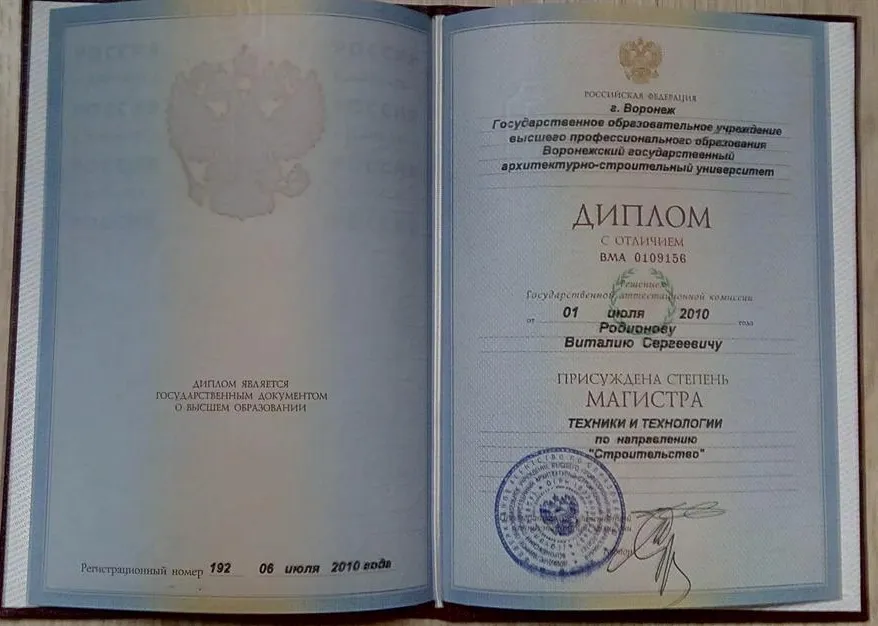 ДИПЛОМ ЯВЛЯЕТСЯ
ГОСУДАРСТВЕННЫМ ДОКУМЕНТОМ
О ВЫСШЕМ ОБРАЗОВАНИИ
Регистрационный номер 192 06 июля 2010 года
РОССИЙСКАЯ ФЕДЕРАЦИЯ
г. Воронеж
Государственное образовательное учреждение
высшего профессионального образования
Воронежский государственный
архитектурно-строительный университет
ДИПЛОМ
С ОТЛИЧИЕМ
ВМА 0109156
Решением
Государственной аттестационной комиссии
от 01 июля 2010 года
Родионову
Виталию Сергеевичу
ПРИСУЖДЕНА СТЕПЕНЬ
МАГИСТРА
ТЕХНИКИ И ТЕХНОЛОГИИ
по направлению
"Строительство"